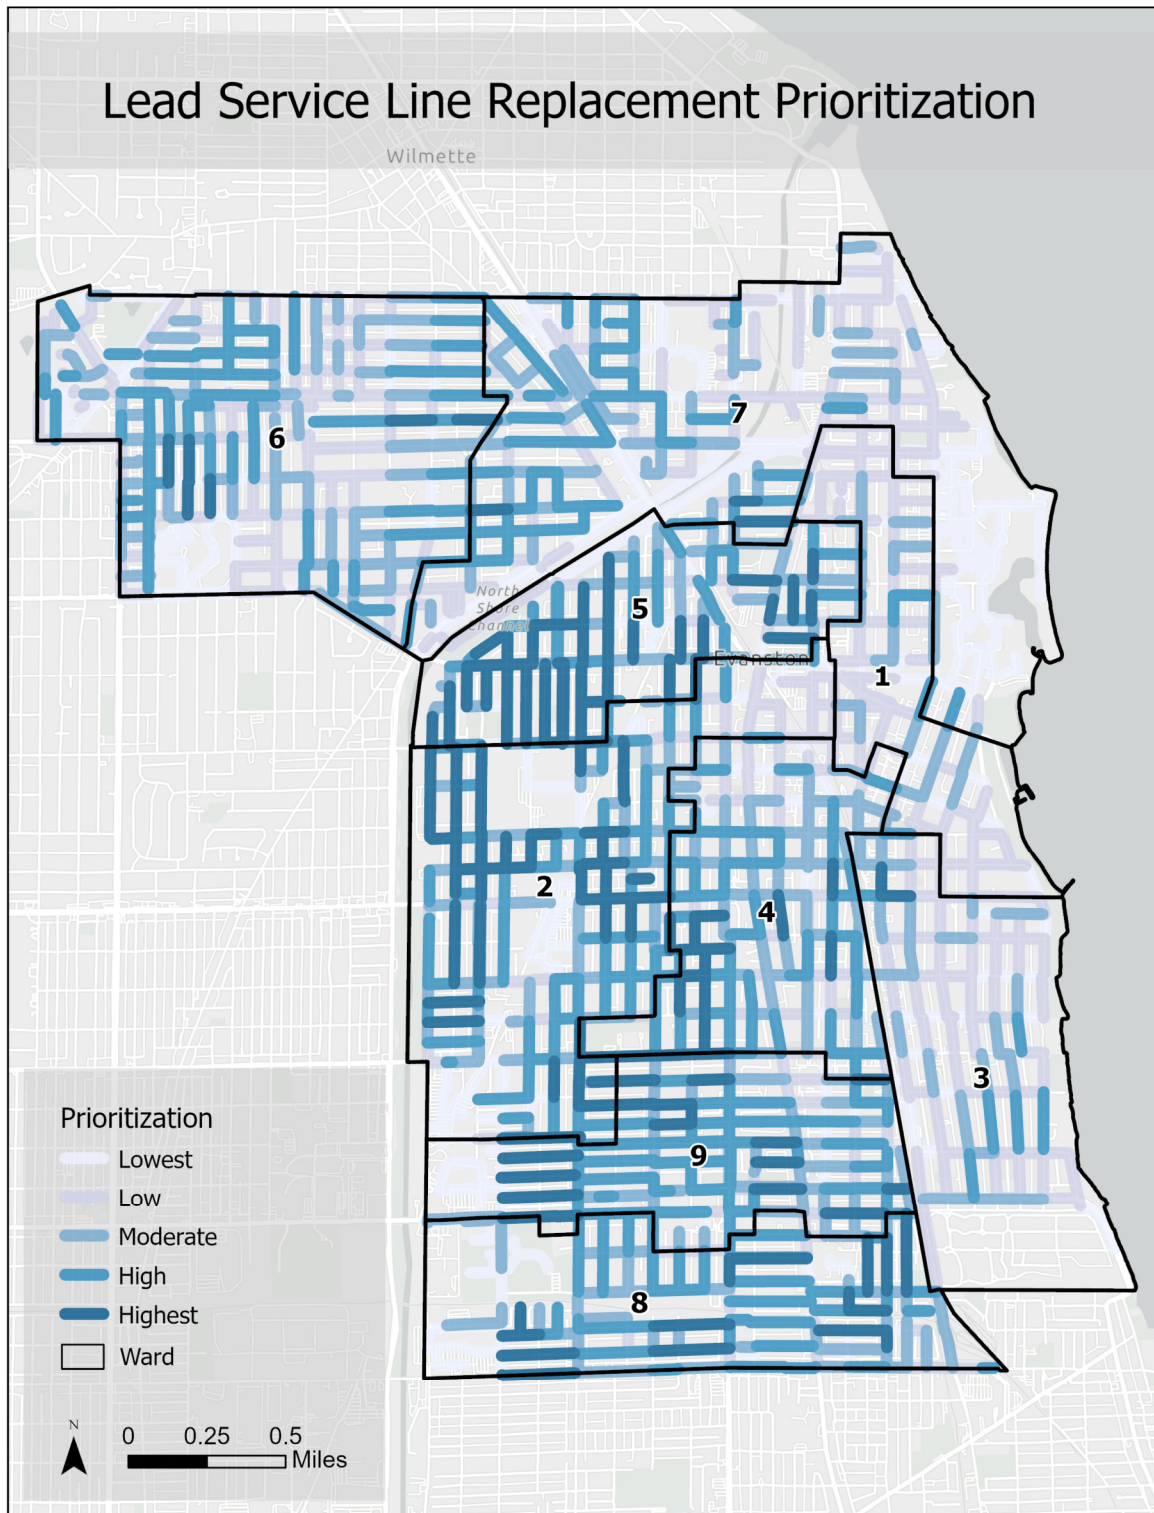 Lead Service Line Replacement Prioritization
Wilmette
6
7
North
Shore
Channel
5
Evanston
1
2
4
3
9
8
Prioritization
Lowest
Low
Moderate
High
Highest
Ward
N
0 0.25 0.5
Miles